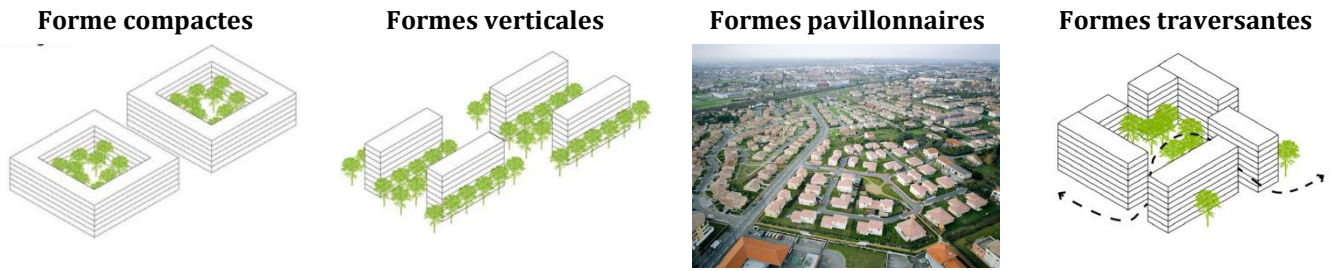 Forme compactes
Formes verticales
Formes pavillonnaires
Formes traversantes